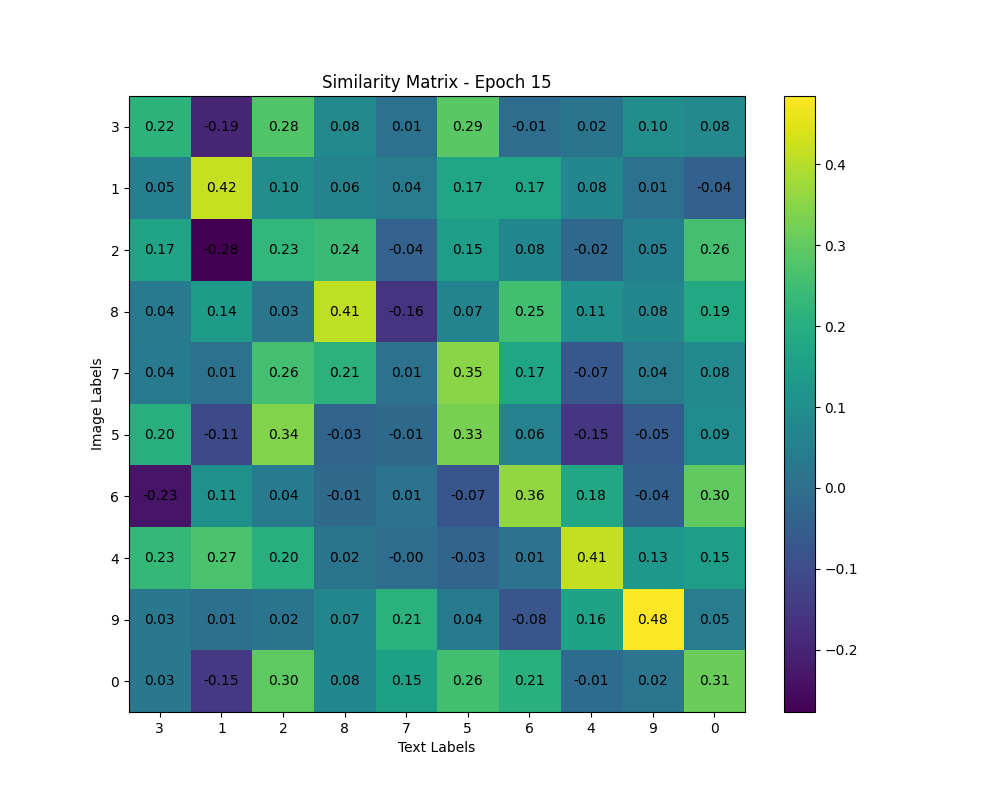 Similarity Matrix - Epoch 15
3 0.22 -0.19 0.28 0.08 0.01 0.29 -0.01 0.02 0.10 0.08
1 0.05 0.42 0.10 0.06 0.04 0.17 0.17 0.08 0.01 -0.04
2 0.17 -0.28 0.23 0.24 -0.04 0.15 0.08 -0.02 0.05 0.26
8 0.04 0.14 0.03 0.41 -0.16 0.07 0.25 0.11 0.08 0.19
7 0.04 0.01 0.26 0.21 0.01 0.35 0.17 -0.07 0.04 0.08
5 0.20 -0.11 0.34 -0.03 -0.01 0.33 0.06 -0.15 -0.05 0.09
6 -0.23 0.11 0.04 -0.01 0.01 -0.07 0.36 0.18 -0.04 0.30
4 0.23 0.27 0.20 0.02 -0.00 -0.03 0.01 0.41 0.13 0.15
9 0.03 0.01 0.02 0.07 0.21 0.04 -0.08 0.16 0.48 0.05
0 0.03 -0.15 0.30 0.08 0.15 0.26 0.21 -0.01 0.02 0.31
3 1 2 8 7 5 6 4 9 0
Text Labels
Image Labels
0.4
0.3
0.2
0.1
0.0
−0.1
−0.2